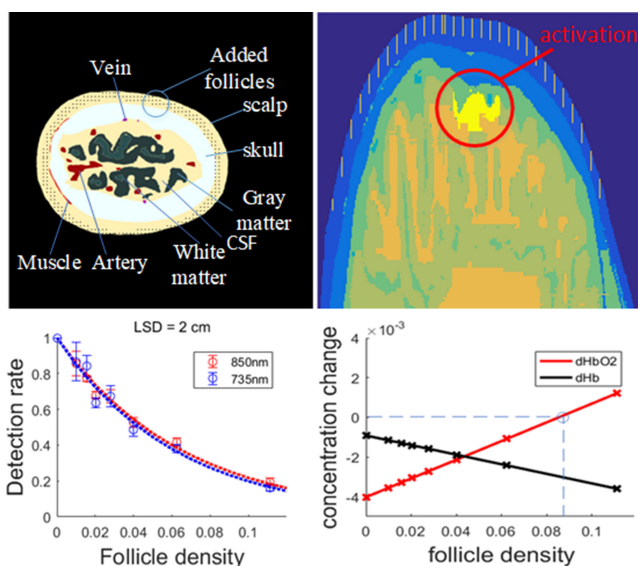 Vein
Added
follicles
scalp
skull
Gray
matter
CSF
White
matter
Muscle
Artery
activation
LSD = 2 cm
850nm
735nm
Detection rate
1
0.8
0.6
0.4
0.2
0
0
0.02
0.04
0.06
0.08
0.1
Follicle density
× 10⁻³
dHbO2
dHb
concentration change
4
2
0
-2
-4
0
0.02
0.04
0.06
0.08
0.1
follicle density